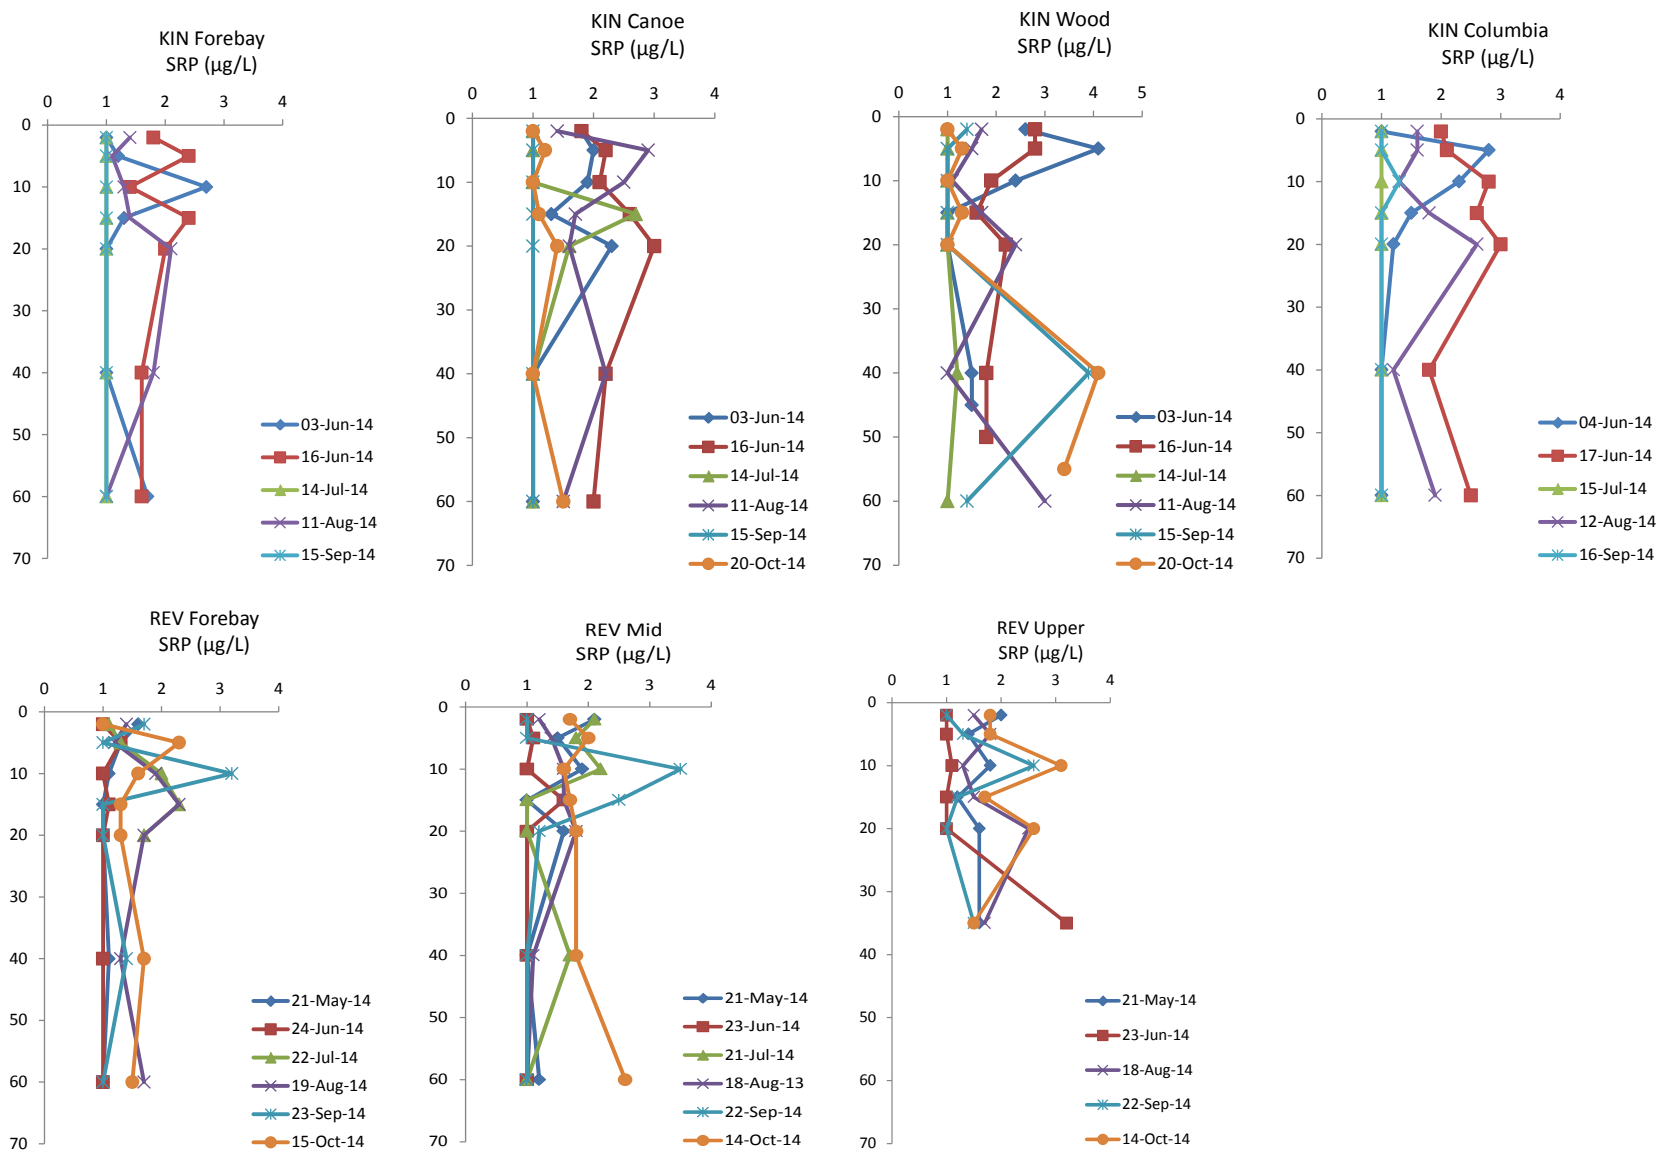 KIN Forebay
SRP (µg/L)
0 1 2 3 4
0
10
20
30
40
50
60
70
03-Jun-14
16-Jun-14
14-Jul-14
11-Aug-14
15-Sep-14
KIN Canoe
SRP (µg/L)
0 1 2 3 4
0
10
20
30
40
50
60
70
03-Jun-14
16-Jun-14
14-Jul-14
11-Aug-14
15-Sep-14
20-Oct-14
KIN Wood
SRP (µg/L)
0 1 2 3 4 5
0
10
20
30
40
50
60
70
03-Jun-14
16-Jun-14
14-Jul-14
11-Aug-14
15-Sep-14
20-Oct-14
KIN Columbia
SRP (µg/L)
0 1 2 3 4
0
10
20
30
40
50
60
70
04-Jun-14
17-Jun-14
15-Jul-14
12-Aug-14
16-Sep-14
REV Forebay
SRP (µg/L)
0 1 2 3 4
0
10
20
30
40
50
60
70
21-May-14
24-Jun-14
22-Jul-14
19-Aug-14
23-Sep-14
15-Oct-14
REV Mid
SRP (µg/L)
0 1 2 3 4
0
10
20
30
40
50
60
70
21-May-14
23-Jun-14
21-Jul-14
18-Aug-13
22-Sep-14
14-Oct-14
REV Upper
SRP (µg/L)
0 1 2 3 4
0
10
20
30
40
50
60
70
21-May-14
23-Jun-14
18-Aug-14
22-Sep-14
14-Oct-14